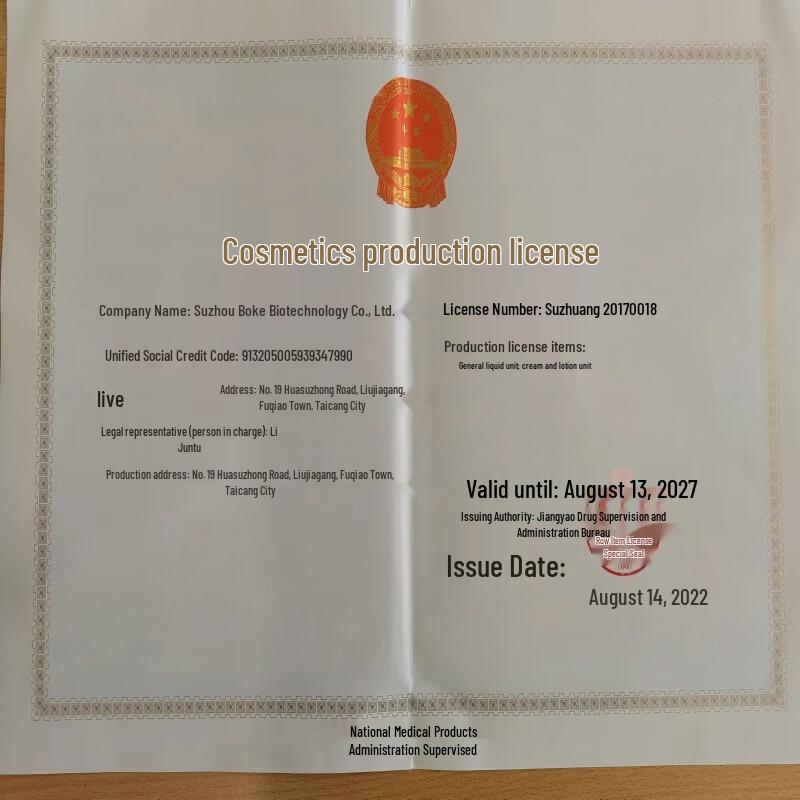 Cosmetics production license
Company Name: Suzhou Boke Biotechnology Co., Ltd.
Unified Social Credit Code: 913205005939347990
live
Address: No. 19 Huasuzhong Road, Liujiagang,
Fuqiao Town, Taicang City
Legal representative (person in charge): Li
Juntu
Production address: No. 19 Huasuzhong Road, Liujiagang, Fuqiao Town,
Taicang City
License Number: Suzhuang 20170018
Production license items:
General liquid unit; cream and lotion unit
Valid until: August 13, 2027
Issuing Authority: Jiangyao Drug Supervision and
Administration Bureau
Row Item License
Special Seal
Issue Date:
August 14, 2022
National Medical Products
Administration Supervised